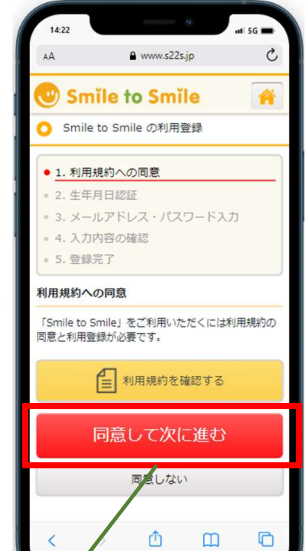 14:22
5G
AA
www.s22s.jp
Smile to Smile
Smile to Smile の利用登録
1. 利用規約への同意
2. 生年月日認証
3. メールアドレス・パスワード入力
4. 入力内容の確認
5. 登録完了
利用規約への同意
「Smile to Smile」をご利用いただくには利用規約の
同意と利用登録が必要です。
利用規約を確認する
同意して次に進む
同意しない